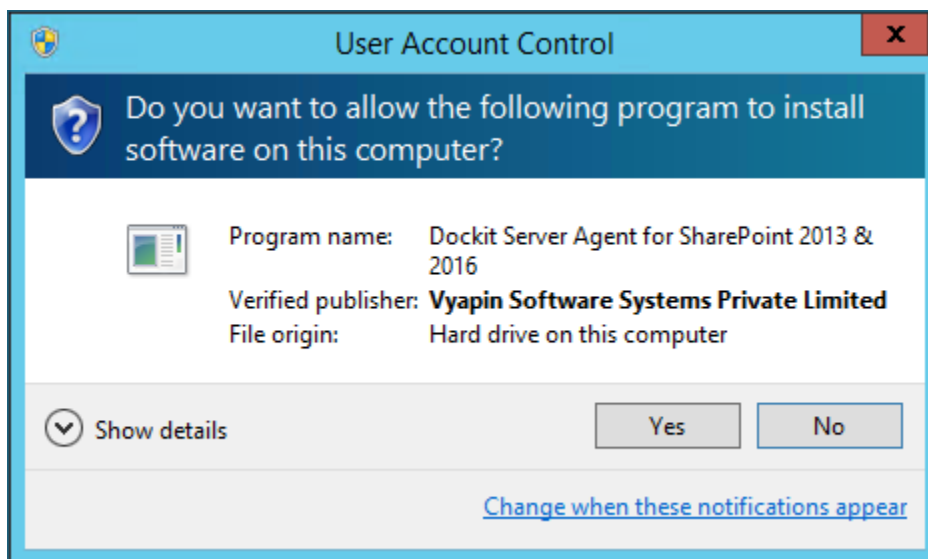 User Account Control
x
Do you want to allow the following program to install
software on this computer?
Program name: Dockit Server Agent for SharePoint 2013 &
2016
Verified publisher: Vyapin Software Systems Private Limited
File origin: Hard drive on this computer
Show details Yes No
Change when these notifications appear